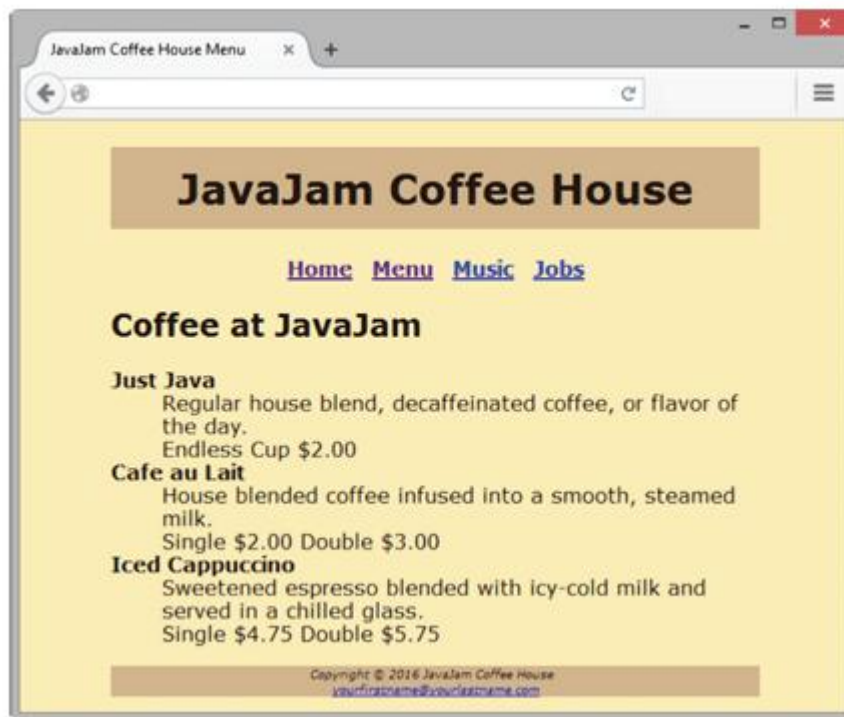 JavaJam Coffee House Menu
JavaJam Coffee House
Home Menu Music Jobs
Coffee at JavaJam
Just Java
Regular house blend, decaffeinated coffee, or flavor of
the day.
Endless Cup $2.00
Cafe au Lait
House blended coffee infused into a smooth, steamed
milk.
Single $2.00 Double $3.00
Iced Cappuccino
Sweetened espresso blended with icy-cold milk and
served in a chilled glass.
Single $4.75 Double $5.75
Copyright © 2016 JavaJam Coffee House
yourfirstname@yourlastname.com